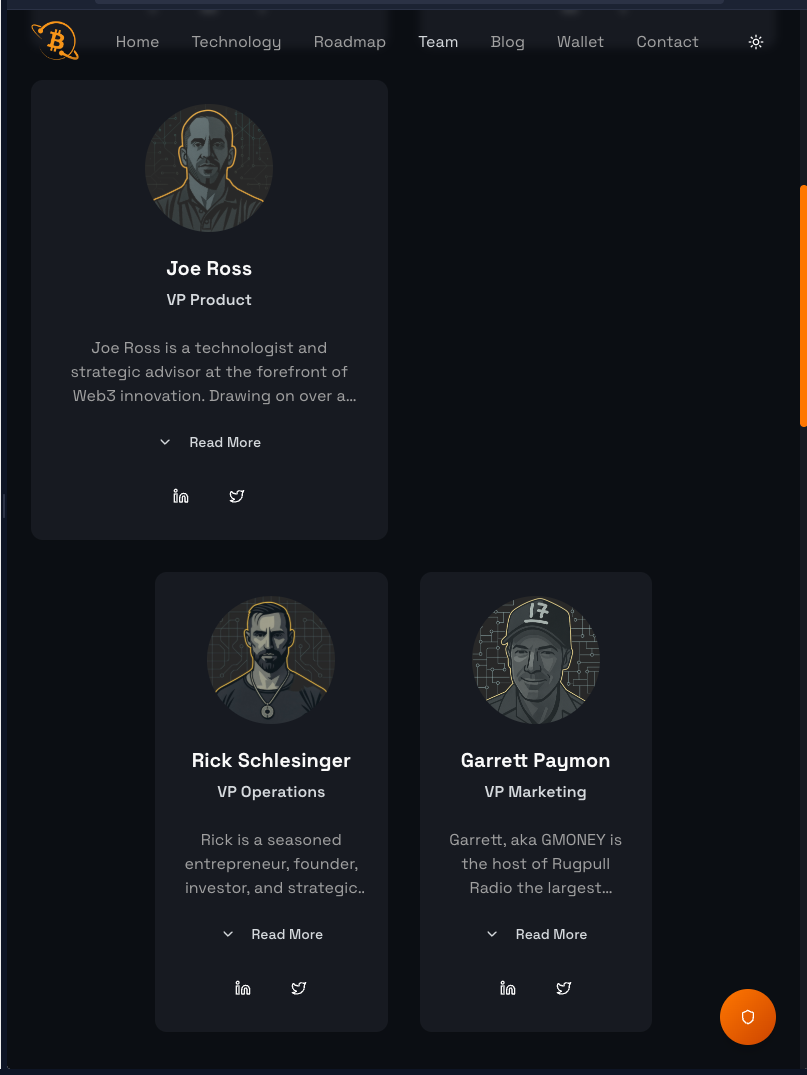 Home Technology Roadmap Team Blog Wallet Contact
Joe Ross
VP Product
Joe Ross is a technologist and
strategic advisor at the forefront of
Web3 innovation. Drawing on over a...
Read More
Rick Schlesinger
VP Operations
Rick is a seasoned
entrepreneur, founder,
investor, and strategic..
Read More
17
Garrett Paymon
VP Marketing
Garrett, aka GMONEY is
the host of Rugpull
Radio the largest...
Read More